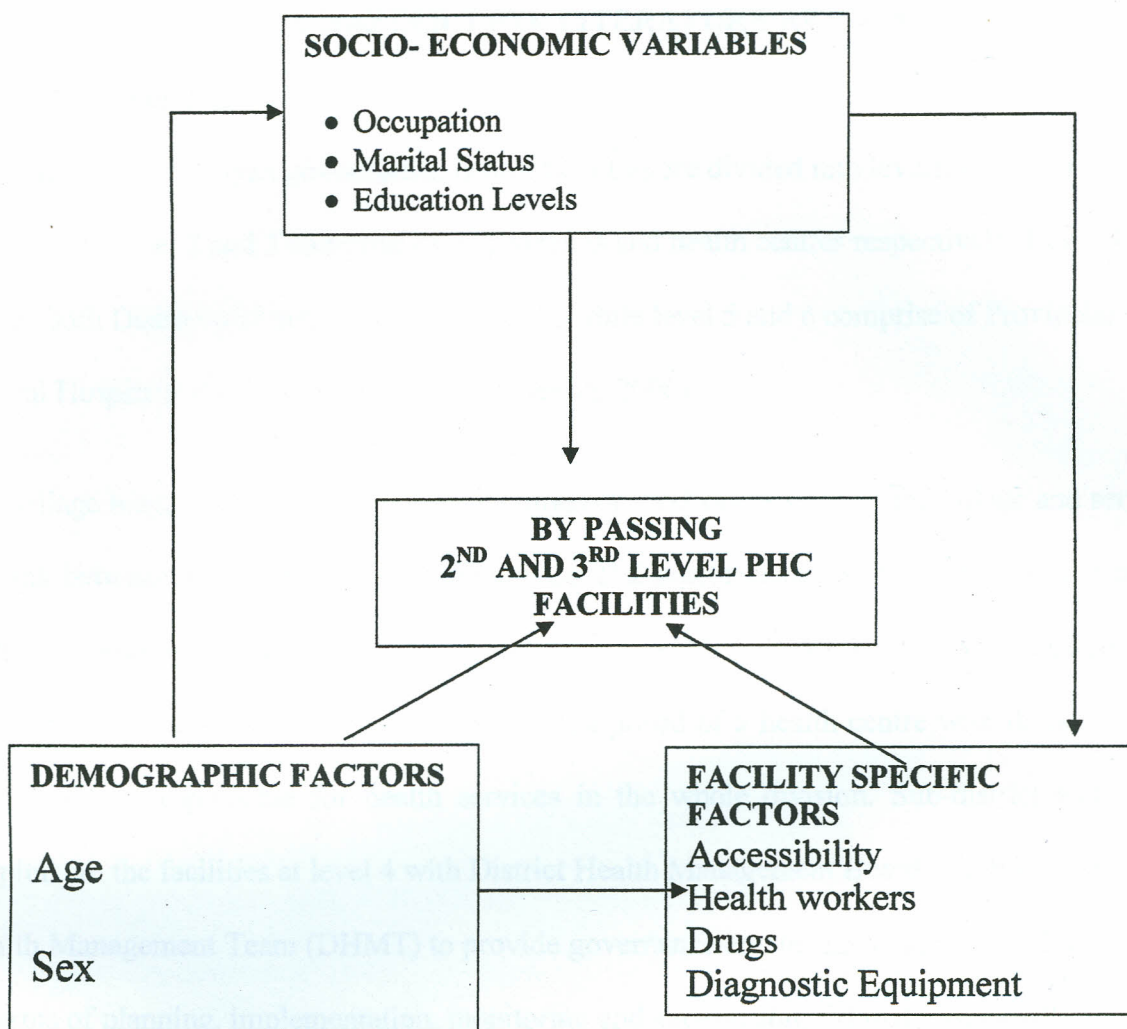 SOCIO- ECONOMIC VARIABLES
• Occupation
• Marital Status
• Education Levels
BY PASSING
2ND AND 3RD LEVEL PHC
FACILITIES
DEMOGRAPHIC FACTORS
Age
Sex
FACILITY SPECIFIC
FACTORS
Accessibility
Health workers
Drugs
Diagnostic Equipment